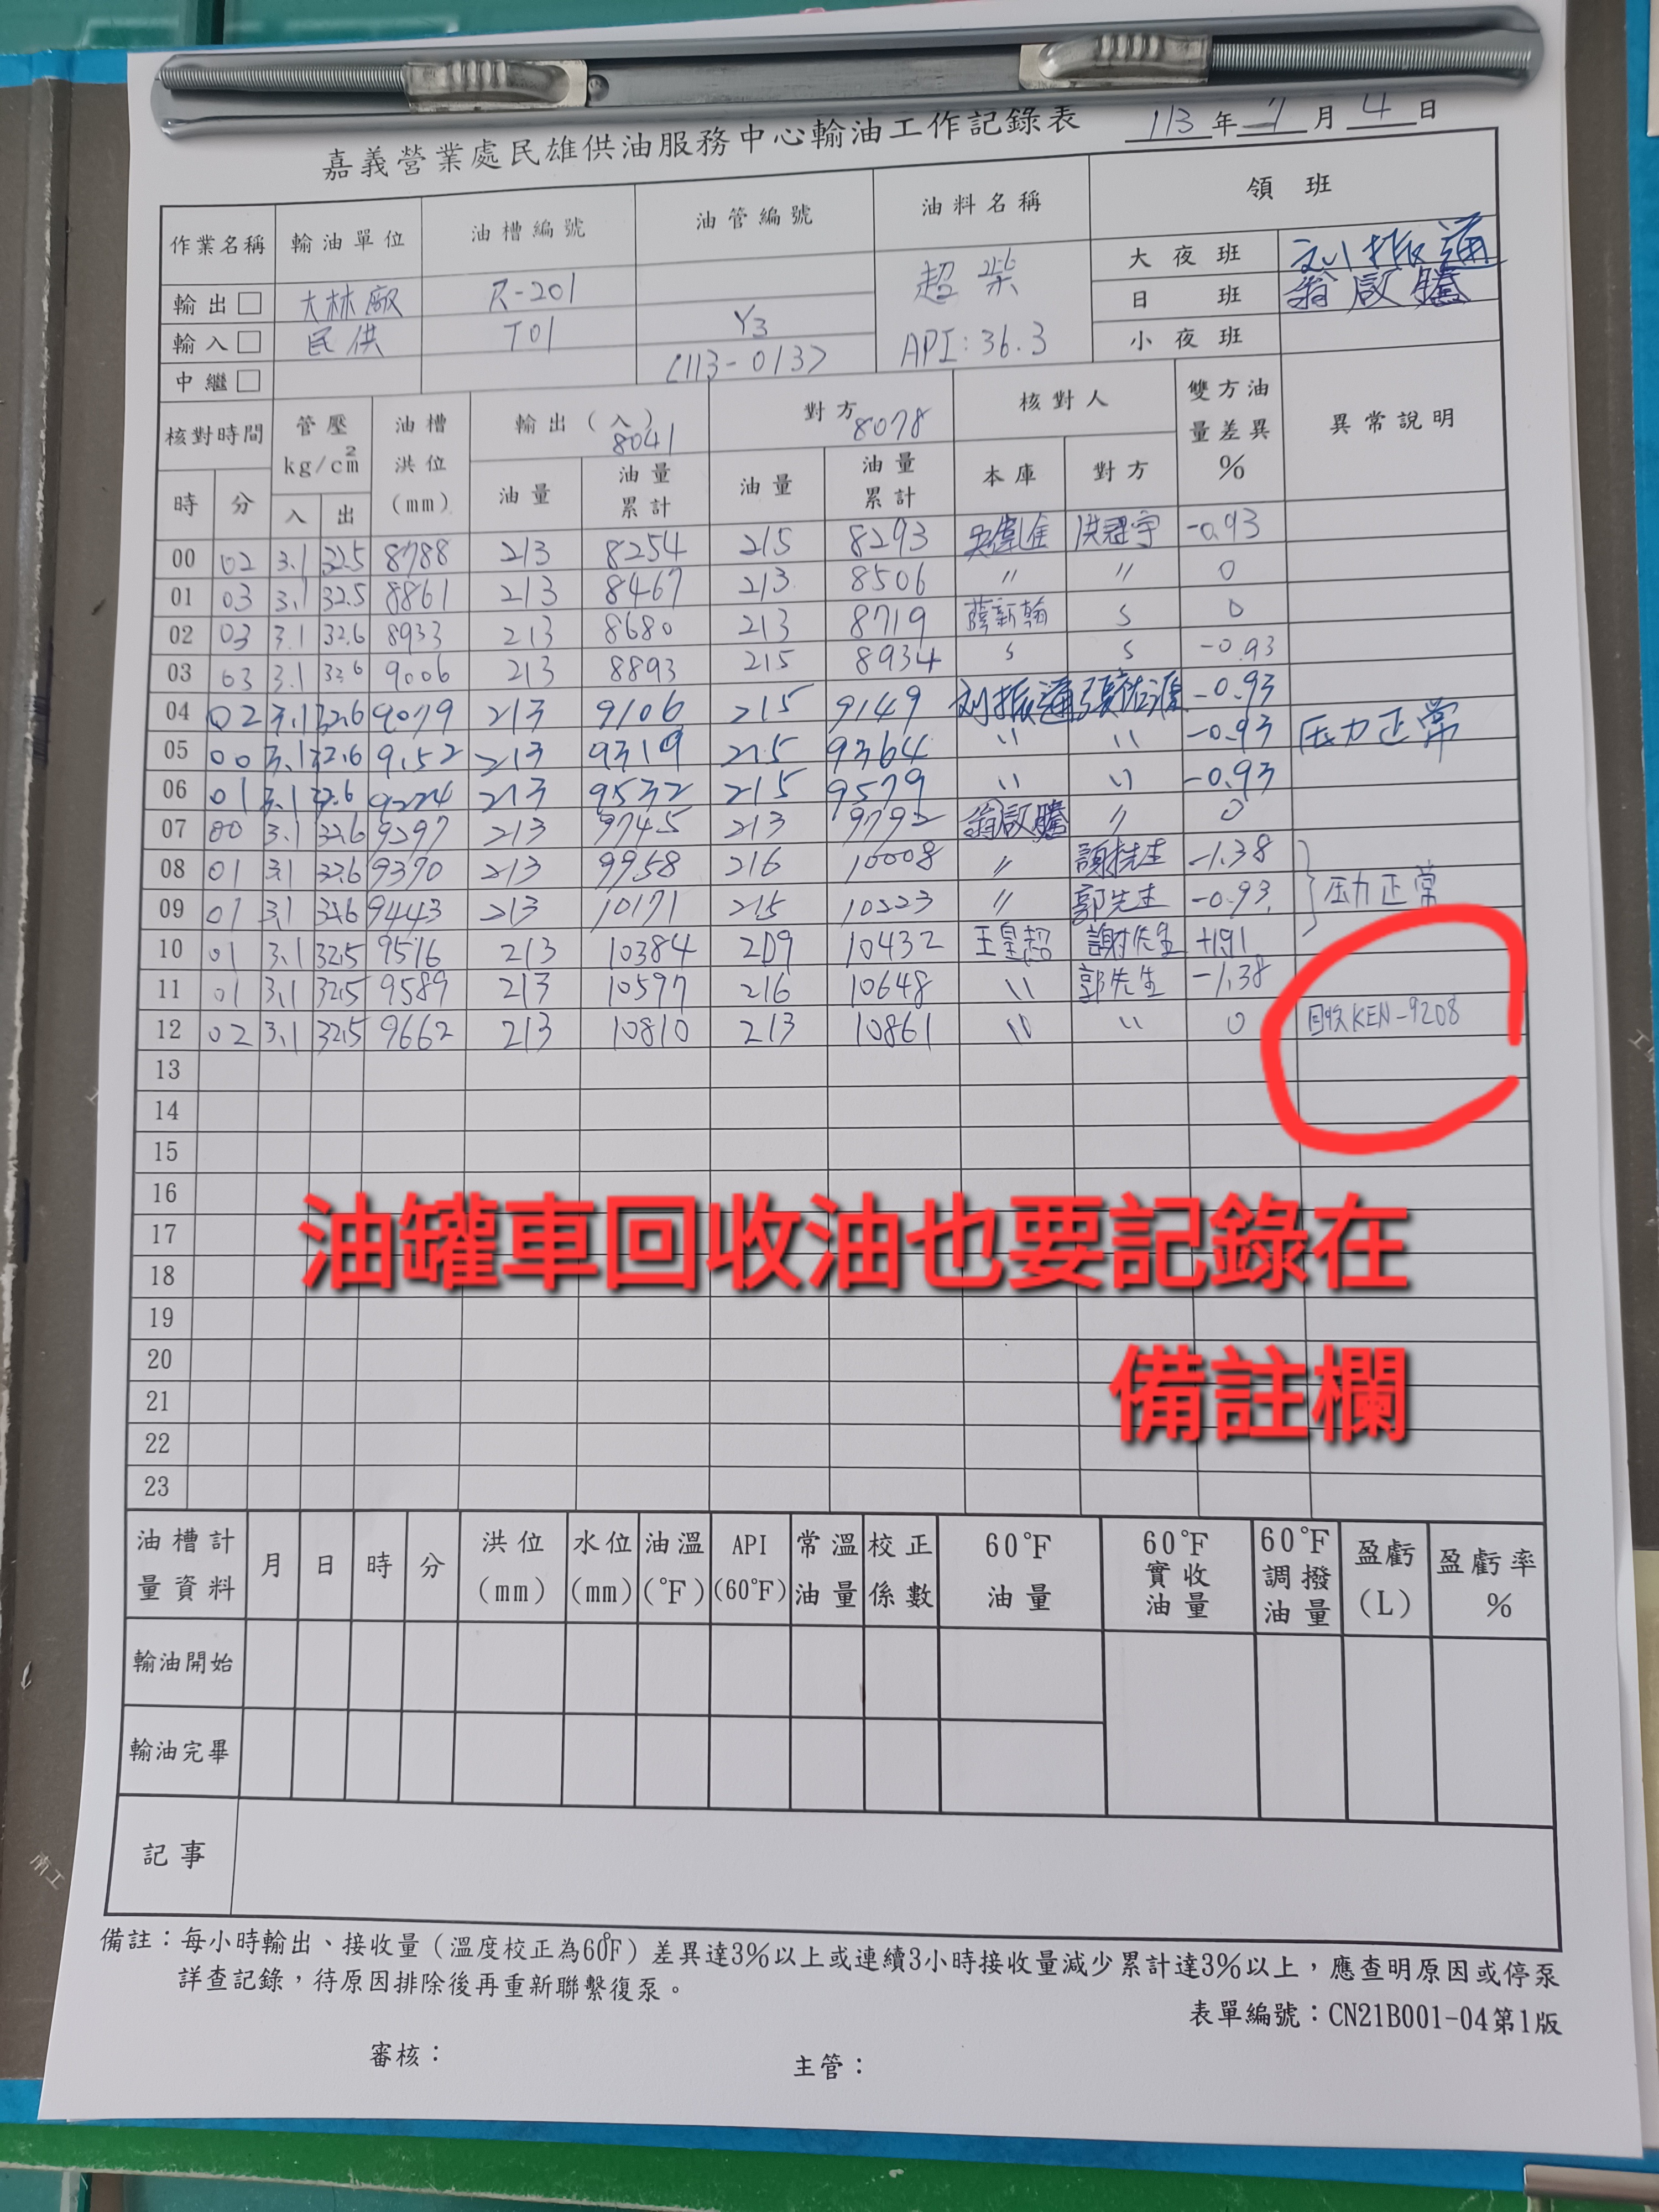 嘉義營業處民雄供油服務中心輸油工作記錄表 113年7月4日
作業名稱 輸油單位 油槽編號 油管編號 油料名稱 領班
大夜班 刘振通
輸出□ 大林廠 R-201 超柴 日班 翁啟騰
輸入□ 民供 T01 Y3 API:36.3 小夜班
中繼□ (113-013)
核對時間 管壓 kg/cm² 油槽洪位(mm) 輸出(入) 8041 對方 8078 核對人 雙方油量差異% 異常說明
時 分 入 出 油量 油量累計 油量 油量累計 本庫 對方
00 02 3.1 32.5 8788 213 8254 215 8293 洪冠宇 -0.93
01 03 3.1 32.5 8861 213 8467 213 8506 〃 〃 0
02 03 3.1 32.6 8933 213 8680 213 8719 薛新翰 s 0
03 03 3.1 32.6 9006 213 8893 215 8934 s s -0.93
04 02 3.1 32.6 9079 213 9106 215 9149 刘振通 -0.93
05 00 3.1 32.6 9152 213 9319 215 9364 〃 〃 -0.93 压力正常
06 01 3.1 32.6 9224 213 9532 215 9579 〃 〃 -0.93
07 00 3.1 32.6 9297 213 9745 213 9792 翁啟騰 〃 0
08 01 3.1 32.6 9370 213 9958 216 10008 〃 謝先生 -1.38
09 01 3.1 32.6 9443 213 10171 215 10223 〃 郭先生 -0.93 压力正常
10 01 3.1 32.5 9516 213 10384 209 10432 王皇超 謝先生 +1.91
11 01 3.1 32.5 9589 213 10597 216 10648 〃 郭先生 -1.38
12 02 3.1 32.5 9662 213 10810 213 10861 〃 〃 0 回收KEN-9208
13
14
15
16
17
18
19
20
21
22
23
油罐車回收油也要記錄在
備註欄
油槽計量資料 月 日 時 分 洪位(mm) 水位(mm) 油溫(℉) API(60℉) 常溫油量 校正係數 60℉油量 60℉實收油量 60℉調撥油量 盈虧(L) 盈虧率%
輸油開始
輸油完畢
記事
備註：每小時輸出、接收量（溫度校正為60℉）差異達3%以上或連續3小時接收量減少累計達3%以上，應查明原因或停泵
詳查記錄，待原因排除後再重新聯繫復泵。
表單編號：CN21B001-04第1版
審核： 主管：